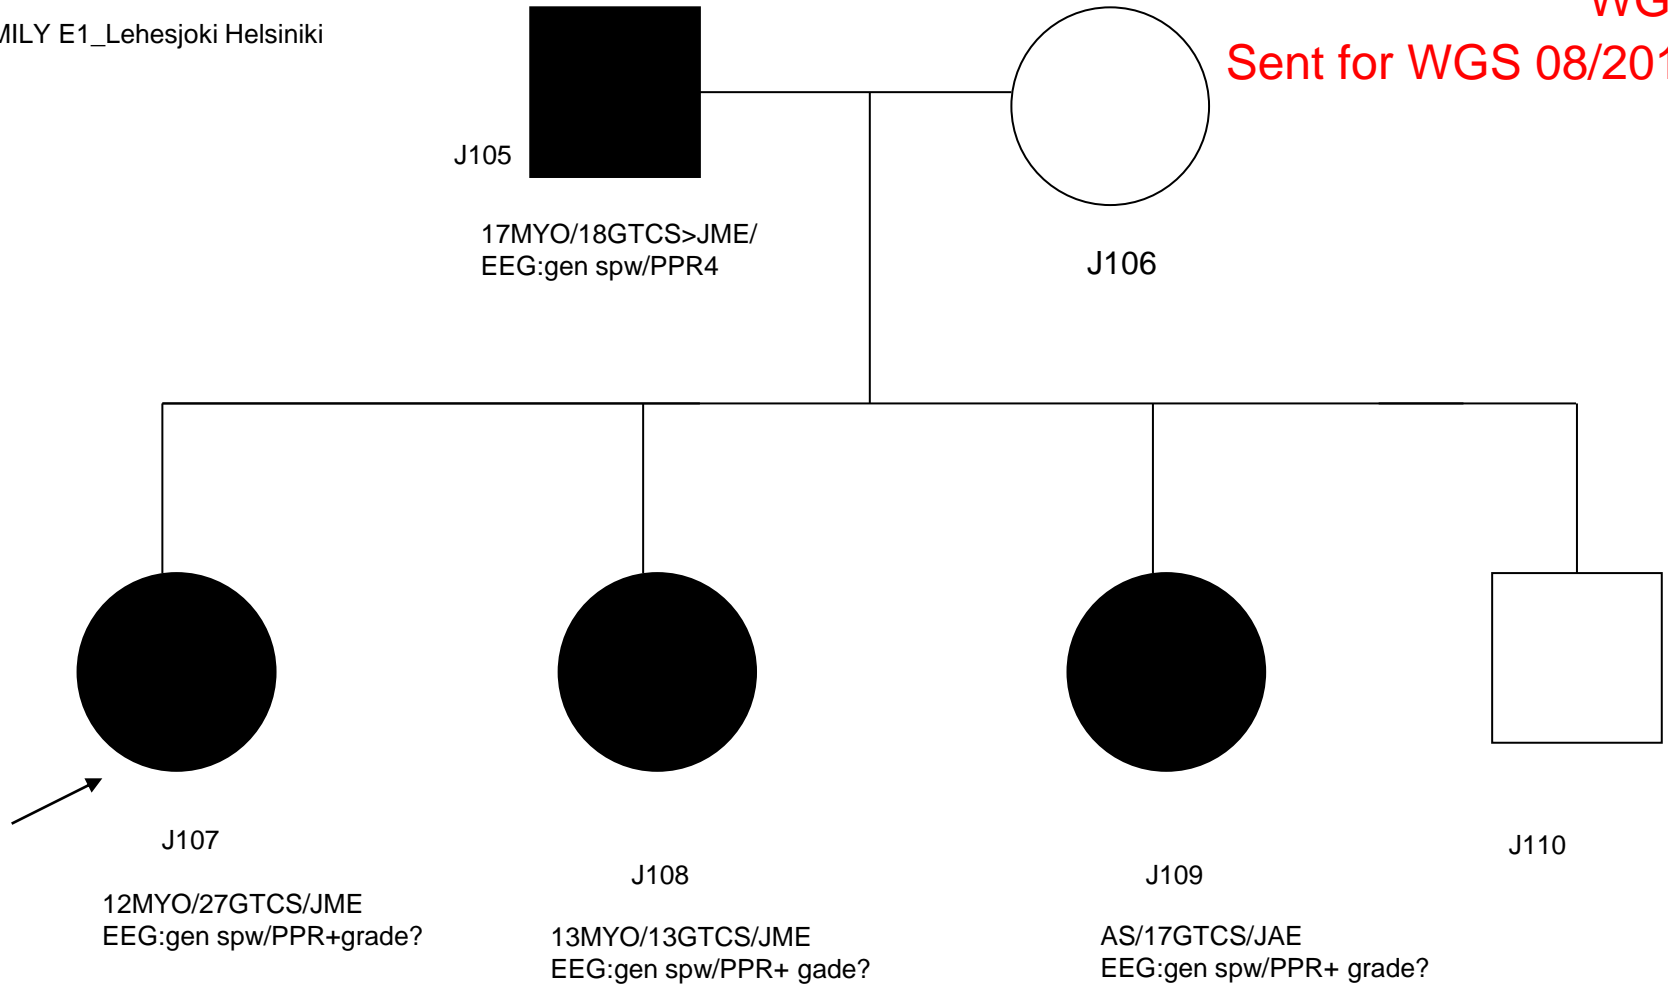 MILY E1_Lehesjoki Helsiniki
WG
Sent for WGS 08/201
J105
17MYO/18GTCS>JME/
EEG:gen spw/PPR4
J106
J107
12MYO/27GTCS/JME
EEG:gen spw/PPR+grade?
J108
13MYO/13GTCS/JME
EEG:gen spw/PPR+ gade?
J109
AS/17GTCS/JAE
EEG:gen spw/PPR+ grade?
J110